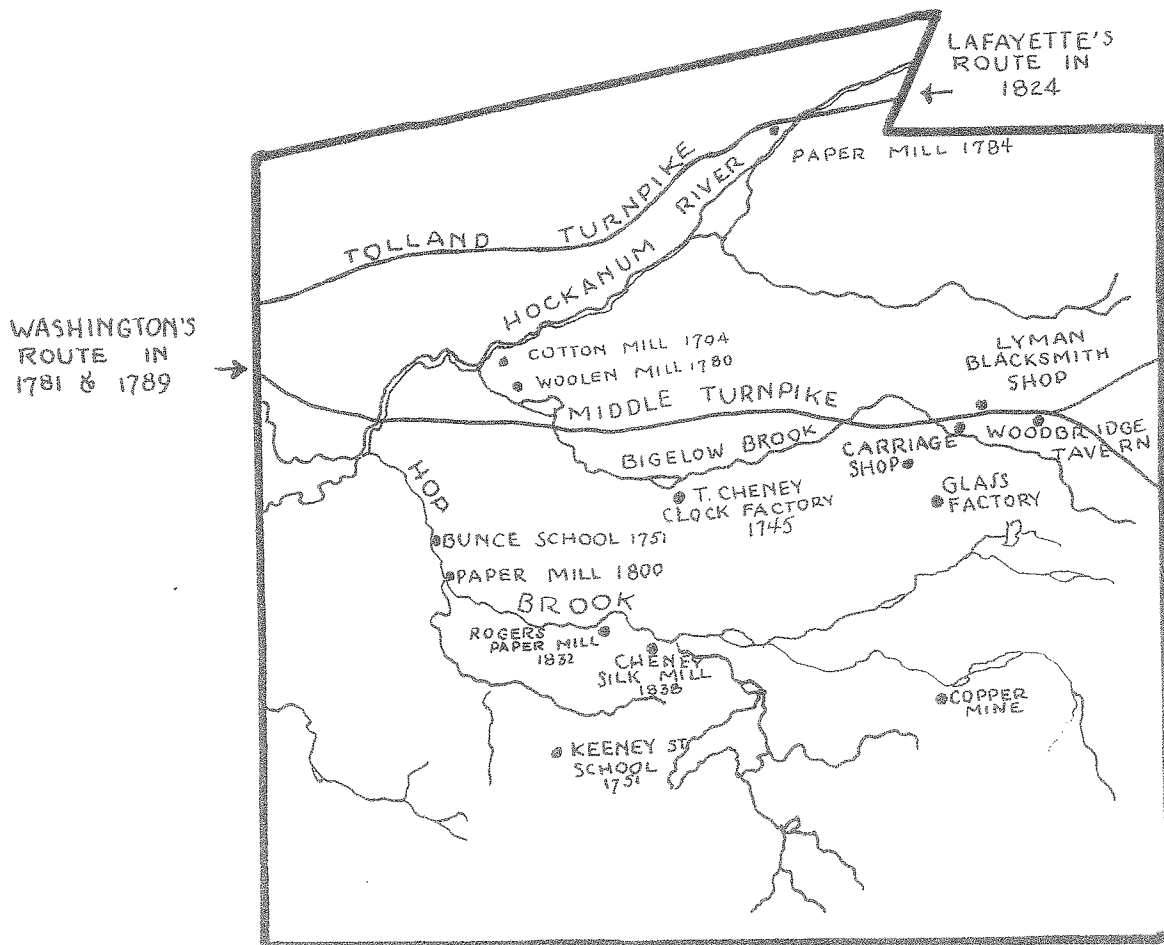 LAFAYETTE'S
ROUTE IN
1824
PAPER MILL 1784
TOLLAND TURNPIKE
HOCKANUM RIVER
WASHINGTON'S
ROUTE IN
1781 & 1789
COTTON MILL 1794
WOOLEN MILL 1780
LYMAN
BLACKSMITH
SHOP
MIDDLE TURNPIKE
BIGELOW BROOK
CARRIAGE
SHOP
WOODBRIDGE
TAVERN
T. CHENEY
CLOCK FACTORY
1745
GLASS
FACTORY
HOP
BUNCE SCHOOL 1751
PAPER MILL 1800
BROOK
ROGERS
PAPER MILL
1832
CHENEY
SILK MILL
1838
COPPER
MINE
KEENEY ST
SCHOOL
1751